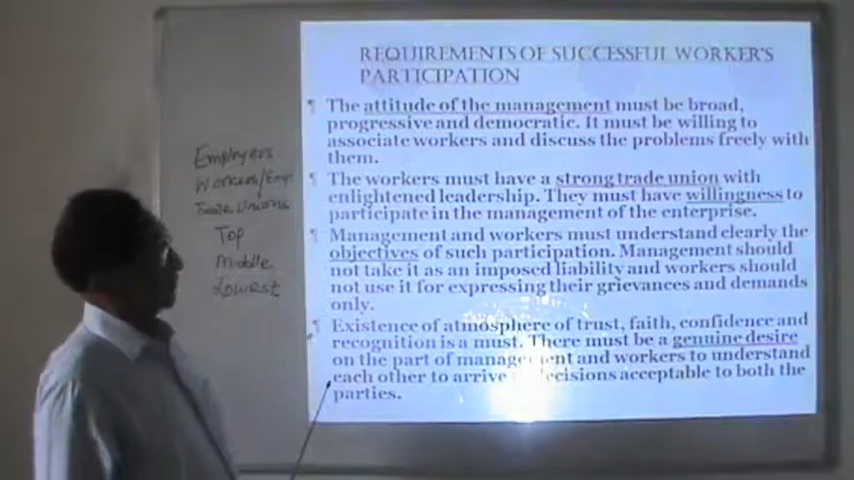 REQUIREMENTS OF SUCCESSFUL WORKER'S
PARTICIPATION
¶ The attitude of the management must be broad,
progressive and democratic. It must be willing to
associate workers and discuss the problems freely with
them.
¶ The workers must have a strong trade union with
enlightened leadership. They must have willingness to
participate in the management of the enterprise.
¶ Management and workers must understand clearly the
objectives of such participation. Management should
not take it as an imposed liability and workers should
not use it for expressing their grievances and demands
only.
¶ Existence of atmosphere of trust, faith, confidence and
recognition is a must. There must be a genuine desire
on the part of management and workers to understand
each other to arrive decisions acceptable to both the
parties.
Employers
Workers/Emp
Trade Unions
Top
Middle
Lowest